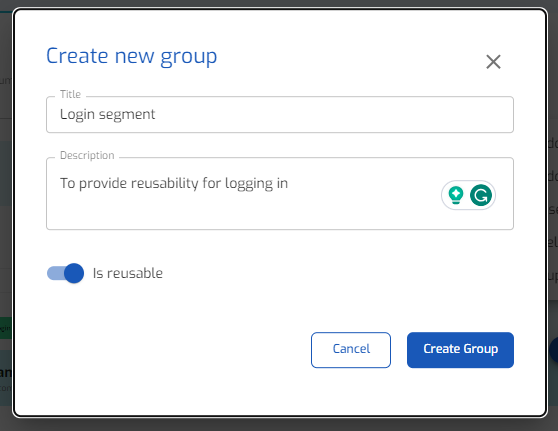 Create new group
Title
Login segment
Description
To provide reusability for logging in
Is reusable
Cancel
Create Group